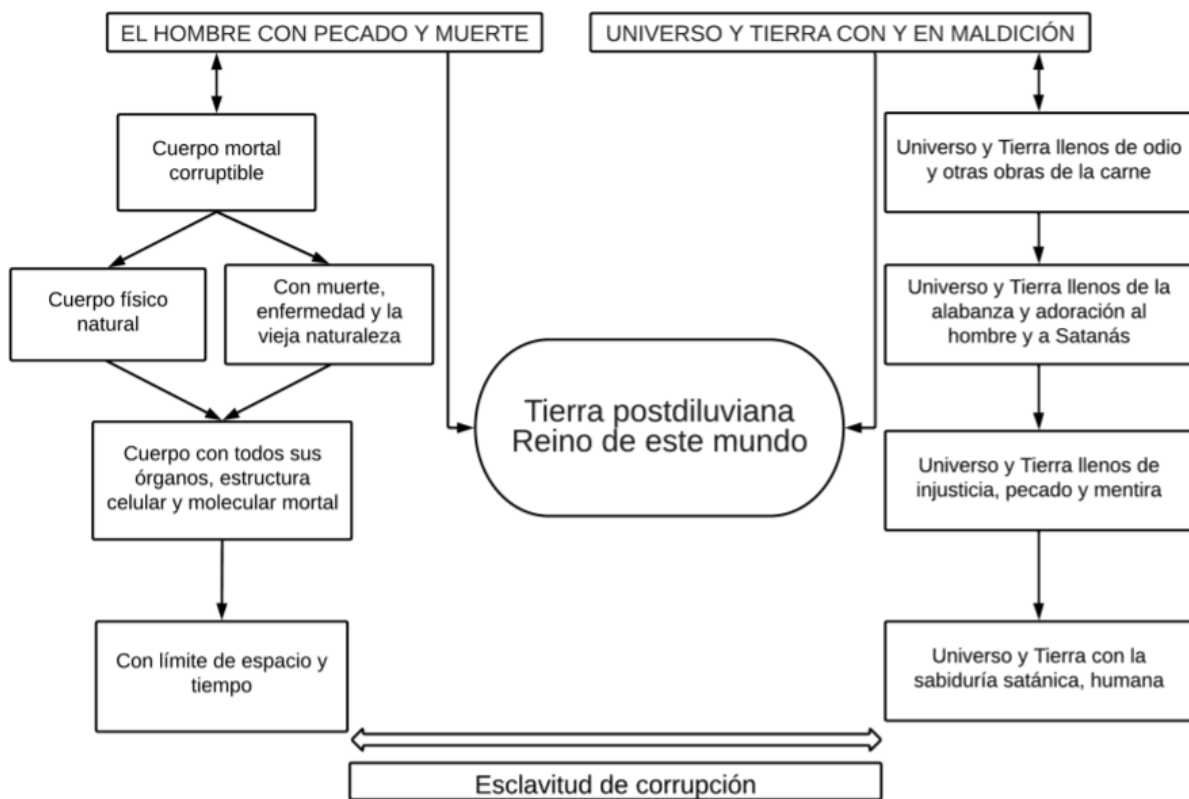 EL HOMBRE CON PECADO Y MUERTE
UNIVERSO Y TIERRA CON Y EN MALDICIÓN
Cuerpo mortal
corruptible
Universo y Tierra llenos de odio
y otras obras de la carne
Cuerpo físico
natural
Con muerte,
enfermedad y la
vieja naturaleza
Universo y Tierra llenos de la
alabanza y adoración al
hombre y a Satanás
Tierra postdiluviana
Reino de este mundo
Cuerpo con todos sus
órganos, estructura
celular y molecular mortal
Universo y Tierra llenos de
injusticia, pecado y mentira
Con límite de espacio y
tiempo
Universo y Tierra con la
sabiduría satánica, humana
Esclavitud de corrupción